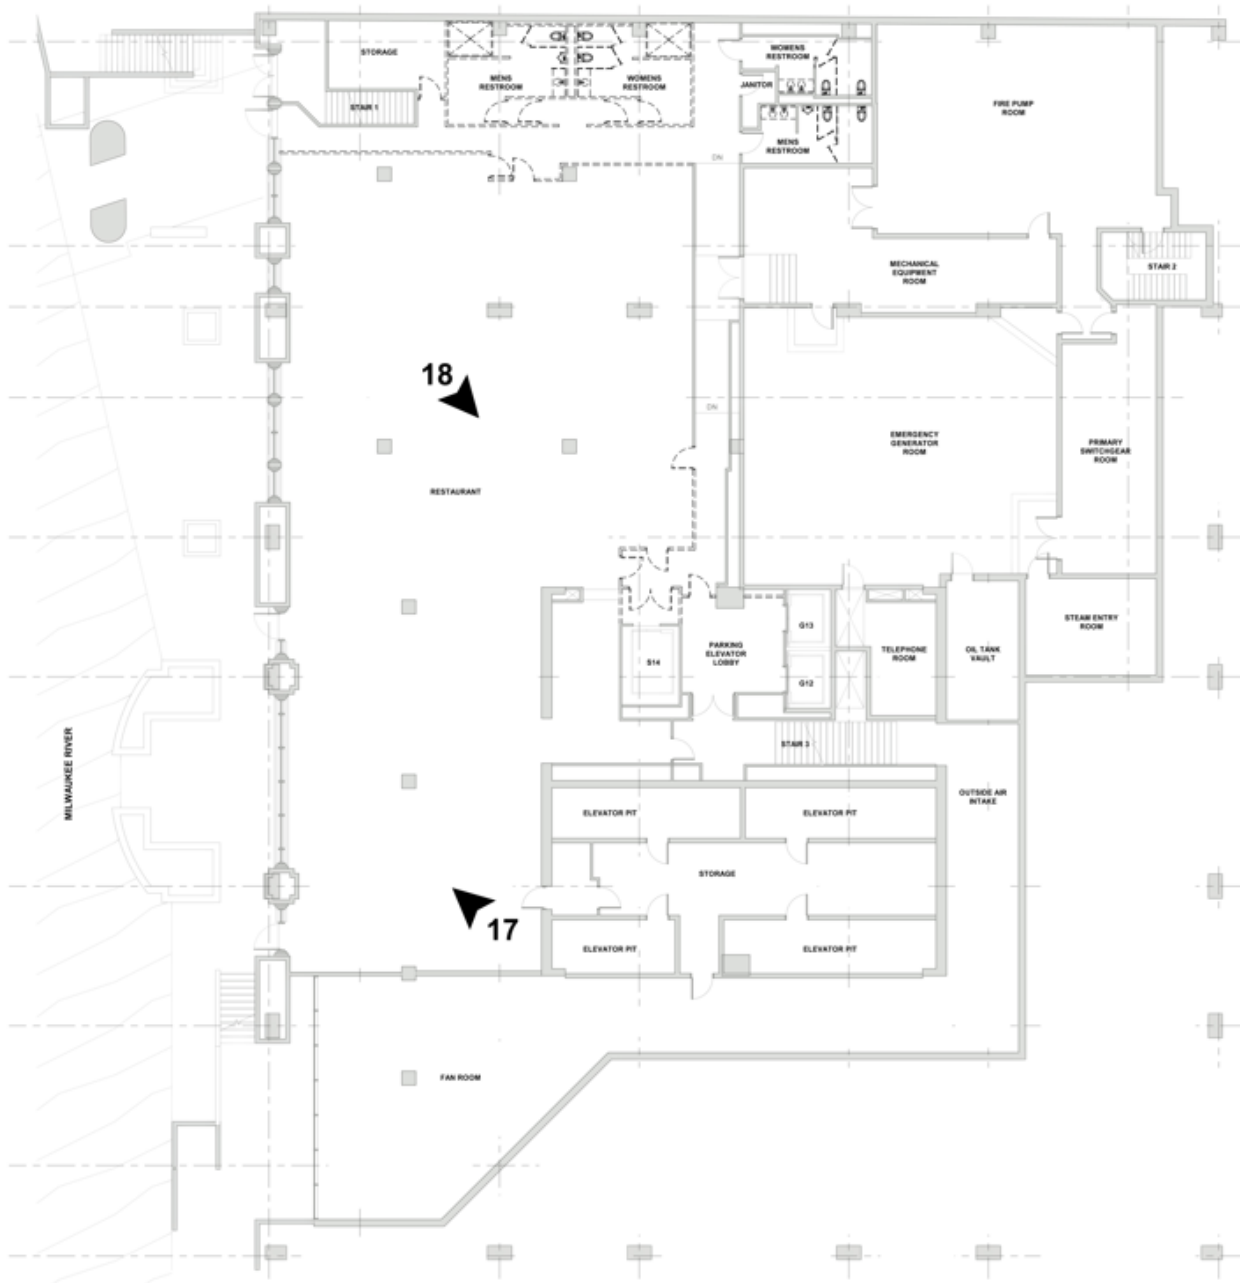 STORAGE
STAIR 1
MENS
RESTROOM
WOMENS
RESTROOM
WOMENS
RESTROOM
JANITOR
MENS
RESTROOM
DN
FIRE PUMP
ROOM
MECHANICAL
EQUIPMENT
ROOM
STAIR 2
18
DN
EMERGENCY
GENERATOR
ROOM
PRIMARY
SWITCHGEAR
ROOM
RESTAURANT
G13
S14
PARKING
ELEVATOR
LOBBY
G12
TELEPHONE
ROOM
OIL TANK
VAULT
STEAM ENTRY
ROOM
MILWAUKEE RIVER
STAIR 3
OUTSIDE AIR
INTAKE
ELEVATOR PIT
ELEVATOR PIT
STORAGE
17
ELEVATOR PIT
ELEVATOR PIT
FAN ROOM